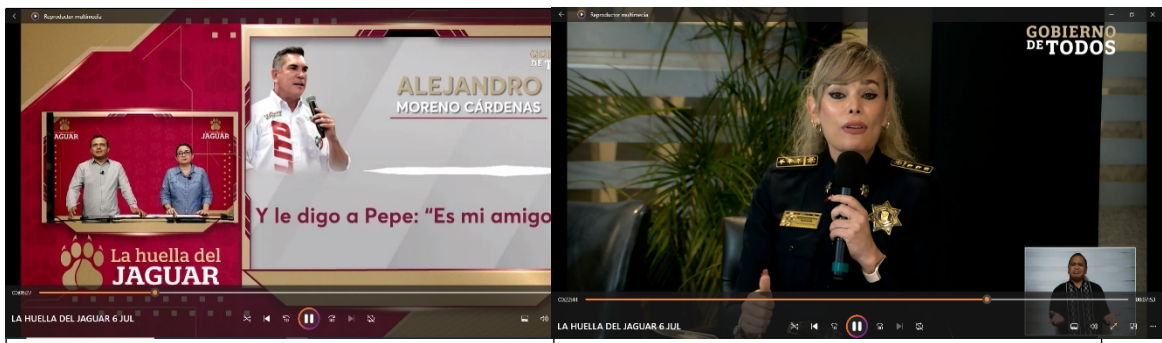 Reproductor multimedia
ALEJANDRO
MORENO CÁRDENAS
JAGUAR
LITO
Y le digo a Pepe: "Es mi amigo
La huella del
JAGUAR
LA HUELLA DEL JAGUAR 6 JUL
Reproductor multimedia
GOBIERNO
DE TODOS
LA HUELLA DEL JAGUAR 6 JUL